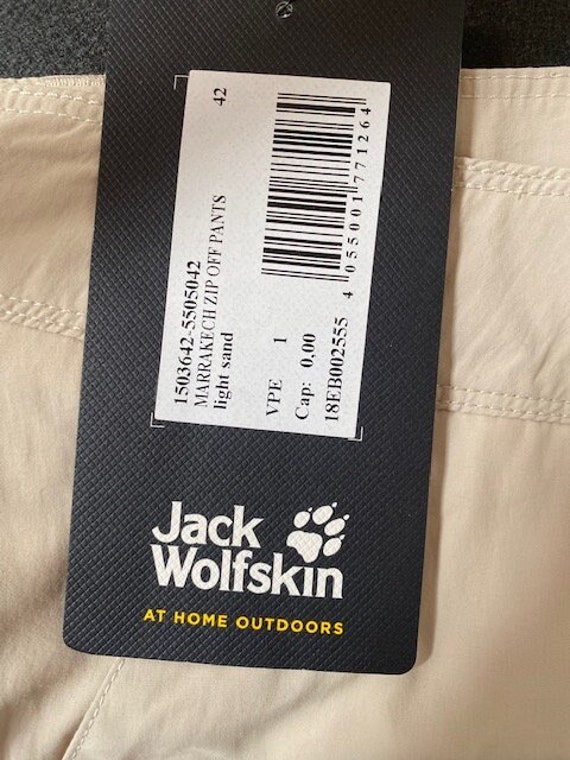 1503642-5505042 42
MARRAKECH ZIP OFF PANTS
light sand
VPE 1
Cap: 0.00
18EB002555
4 055001 771264
Jack
Wolfskin
AT HOME OUTDOORS